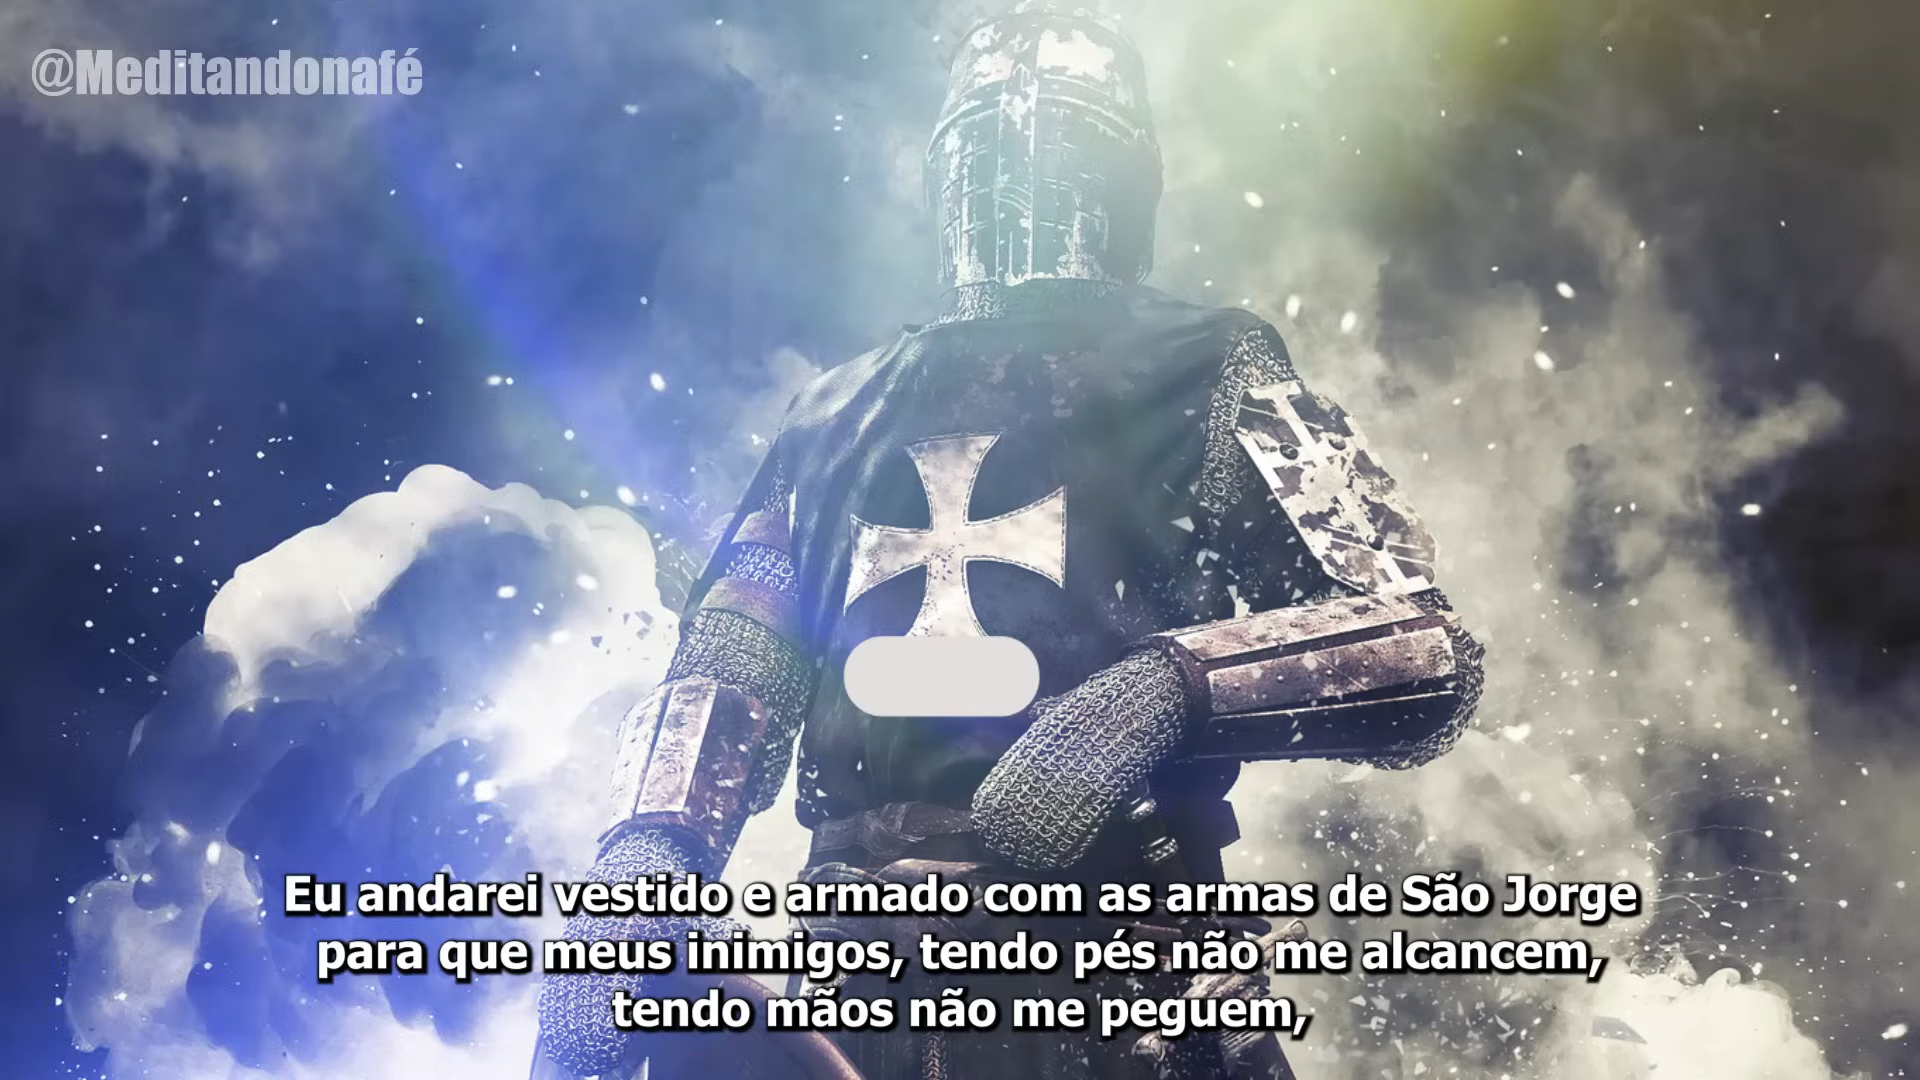 @Meditandonafé
Eu andarei vestido e armado com as armas de São Jorge
para que meus inimigos, tendo pés não me alcancem,
tendo mãos não me peguem,